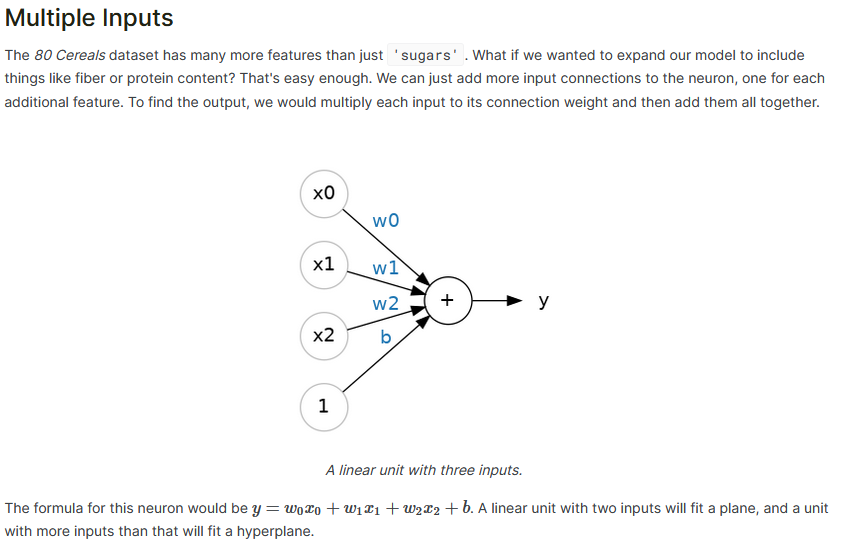 Multiple Inputs
The 80 Cereals dataset has many more features than just 'sugars'. What if we wanted to expand our model to include
things like fiber or protein content? That's easy enough. We can just add more input connections to the neuron, one for each
additional feature. To find the output, we would multiply each input to its connection weight and then add them all together.
x0
w0
x1
w1
w2
+
y
x2
b
1
A linear unit with three inputs.
The formula for this neuron would be y = w₀x₀ + w₁x₁ + w₂x₂ + b. A linear unit with two inputs will fit a plane, and a unit
with more inputs than that will fit a hyperplane.